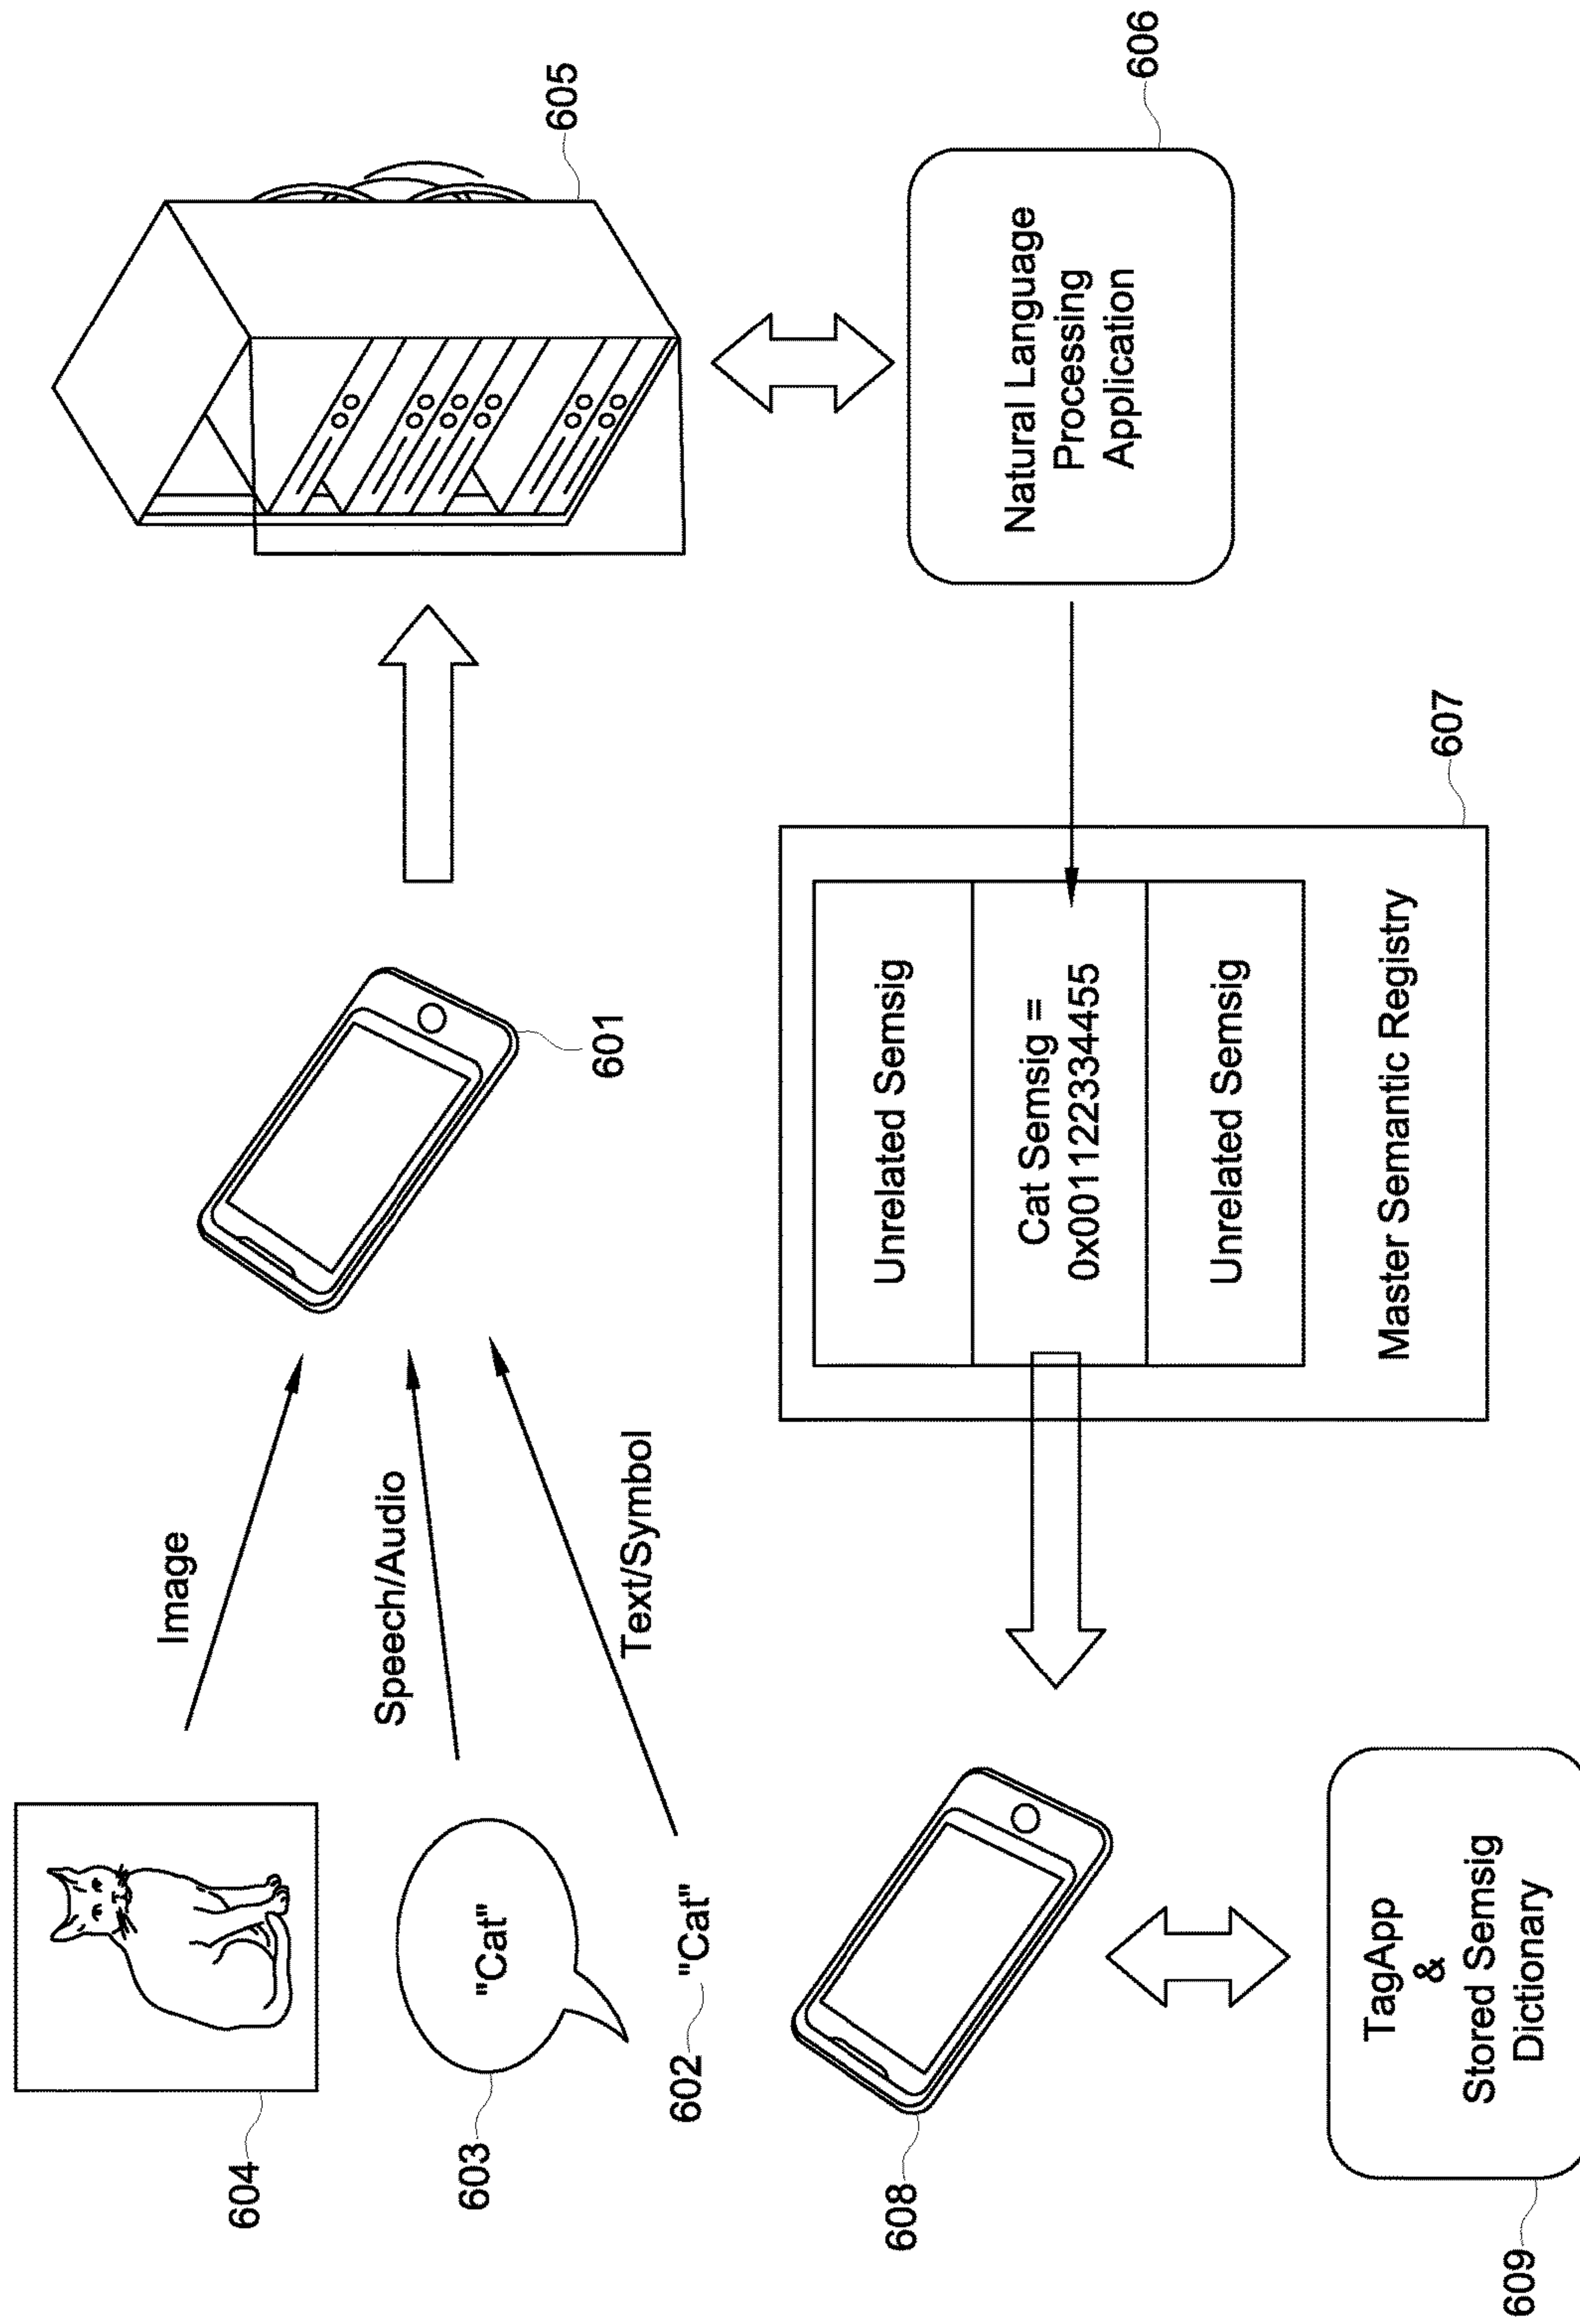 604
Image
605
603
"Cat"
Speech/Audio
601
602
"Cat"
Text/Symbol
608
Unrelated Semsig
Cat Semsig =
0x001122334455
Unrelated Semsig
Master Semantic Registry
607
Natural Language
Processing
Application
606
609
TagApp
&
Stored Semsig
Dictionary